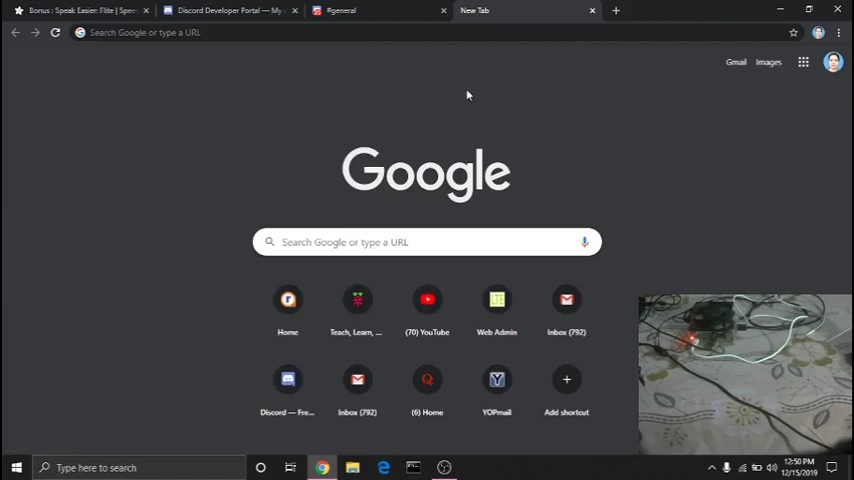 Bonus : Speak Easier: Flite | Spee
Discord Developer Portal — My A
#general
New Tab
Search Google or type a URL
Gmail
Images
Google
Search Google or type a URL
Home
Teach, Learn, ...
(70) YouTube
Web Admin
Inbox (792)
Discord — Fre...
Inbox (792)
(6) Home
YOPmail
Add shortcut
Type here to search
12:50 PM
12/15/2019